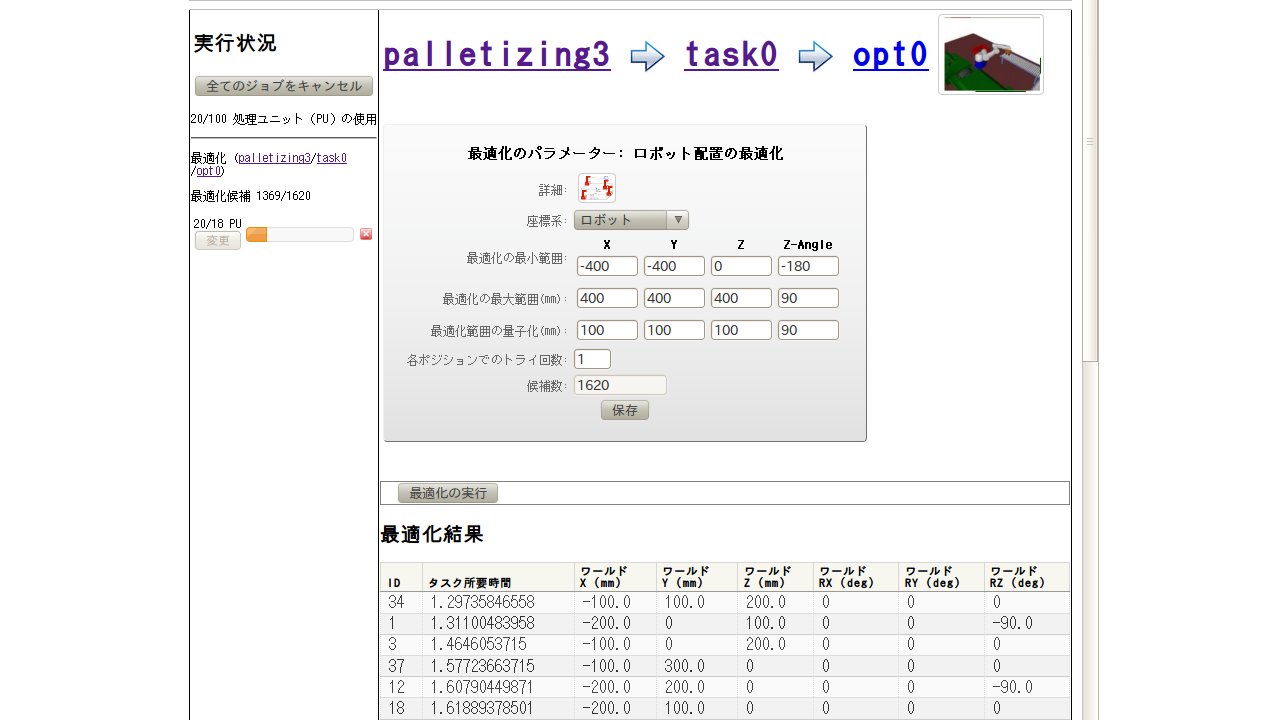 実行状況
全てのジョブをキャンセル
20/100 処理ユニット (PU) の使用
最適化 (palletizing3/task0
/opt0)
最適化候補 1369/1620
20/18 PU
変更
palletizing3 task0 opt0
最適化のパラメーター: ロボット配置の最適化
詳細:
座標系: ロボット
X Y Z Z-Angle
最適化の最小範囲: -400 -400 0 -180
最適化の最大範囲(mm): 400 400 400 90
最適化範囲の量子化(mm): 100 100 100 90
各ポジションでのトライ回数: 1
候補数: 1620
保存
最適化の実行
最適化結果
ID タスク所要時間 ワールド X (mm) ワールド Y (mm) ワールド Z (mm) ワールド RX (deg) ワールド RY (deg) ワールド RZ (deg)
34 1.29735846558 -100.0 100.0 200.0 0 0 0
1 1.31100483958 -200.0 0 100.0 0 0 -90.0
3 1.4646053715 -100.0 0 200.0 0 0 0
37 1.57723663715 -100.0 300.0 0 0 0 0
12 1.60790449871 -200.0 200.0 0 0 0 -90.0
18 1.61889378501 -200.0 100.0 0 0 0 0